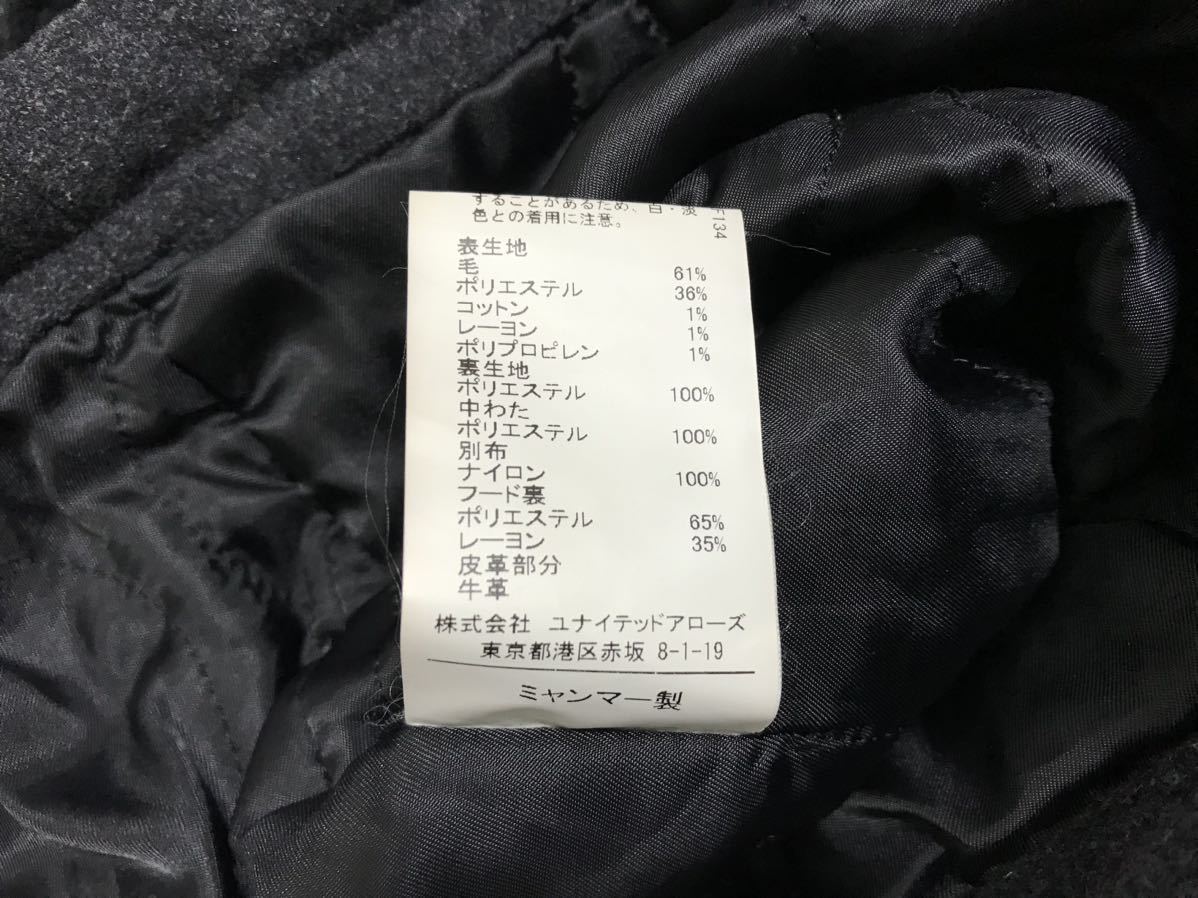 することがあるため、白・淡
色との着用に注意。
F134
表生地
毛 61%
ポリエステル 36%
コットン 1%
レーヨン 1%
ポリプロピレン 1%
裏生地
ポリエステル 100%
中わた
ポリエステル 100%
別布
ナイロン 100%
フード裏
ポリエステル 65%
レーヨン 35%
皮革部分
牛革
株式会社 ユナイテッドアローズ
東京都港区赤坂 8-1-19
ミャンマー製